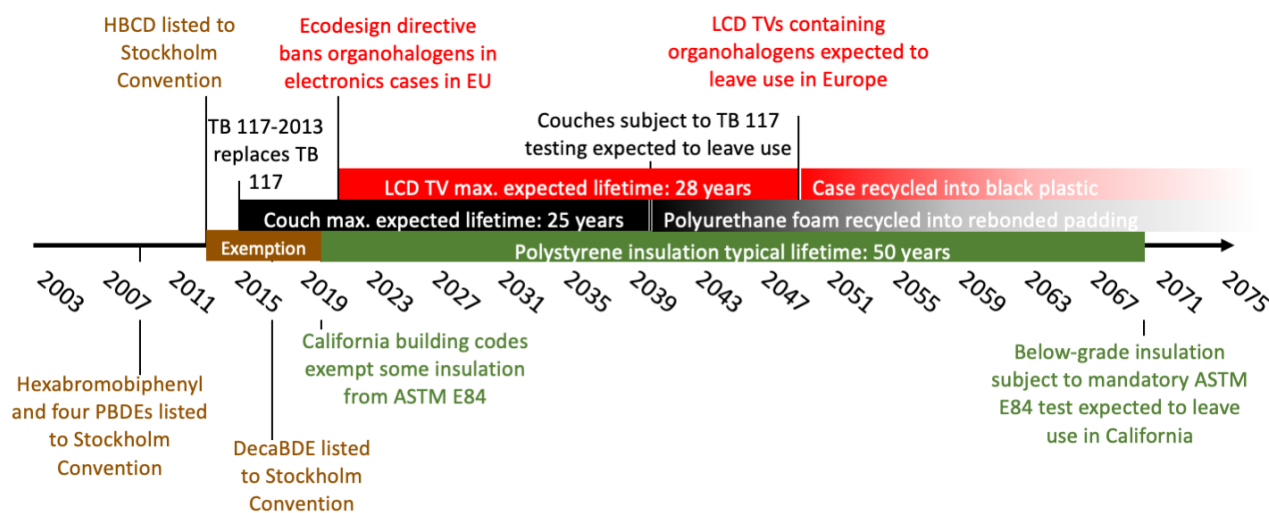 HBCD listed to
Stockholm
Convention
Ecodesign directive
bans organohalogens in
electronics cases in EU
LCD TVs containing
organohalogens expected to
leave use in Europe
TB 117-2013
replaces TB
117
Couches subject to TB 117
testing expected to leave use
LCD TV max. expected lifetime: 28 years
Case recycled into black plastic
Couch max. expected lifetime: 25 years
Polyurethane foam recycled into rebonded padding
Exemption
Polystyrene insulation typical lifetime: 50 years
2003
2007
2011
2015
2019
2023
2027
2031
2035
2039
2043
2047
2051
2055
2059
2063
2067
2071
2075
Hexabromobiphenyl
and four PBDEs listed
to Stockholm
Convention
DecaBDE listed
to Stockholm
Convention
California building codes
exempt some insulation
from ASTM E84
Below-grade insulation
subject to mandatory ASTM
E84 test expected to leave
use in California